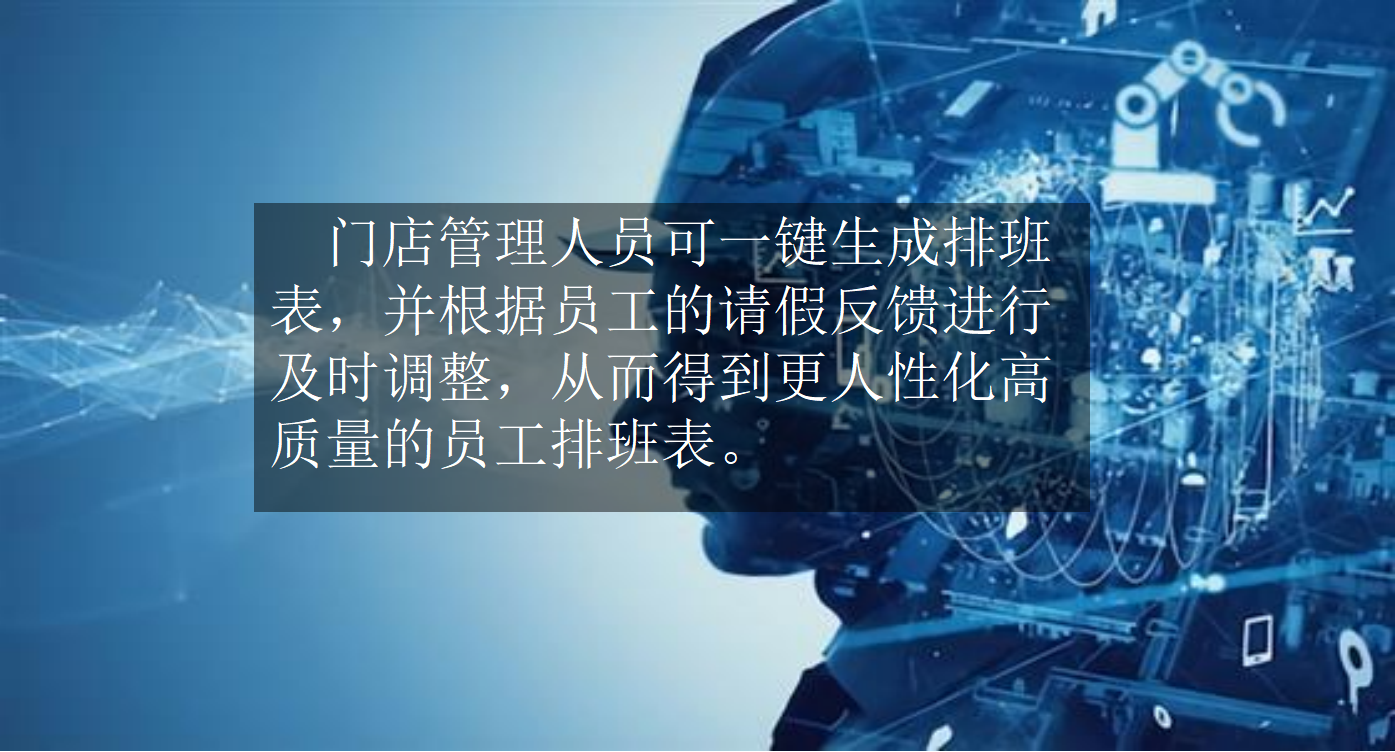 门店管理人员可一键生成排班
表，并根据员工的请假反馈进行
及时调整，从而得到更人性化高
质量的员工排班表。